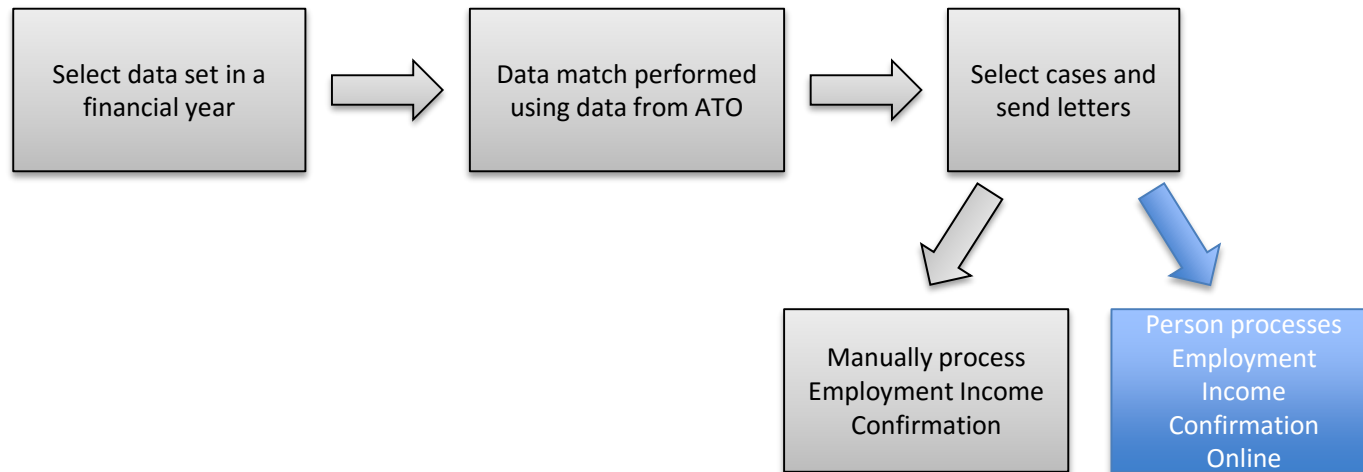 Select data set in a
financial year
Data match performed
using data from ATO
Select cases and
send letters
Manually process
Employment Income
Confirmation
Person processes
Employment
Income
Confirmation
Online